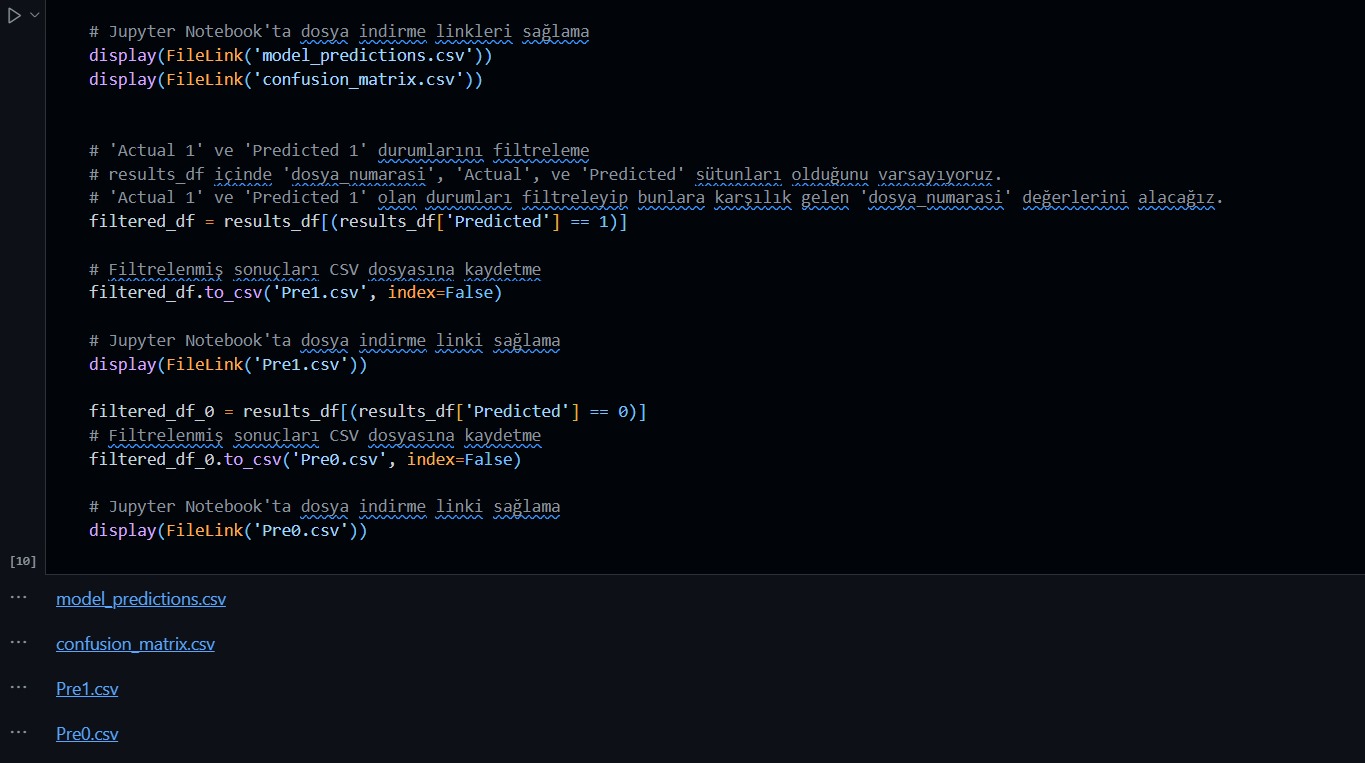 # Jupyter Notebook'ta dosya indirme linkleri sağlama
display(FileLink('model_predictions.csv'))
display(FileLink('confusion_matrix.csv'))
# 'Actual 1' ve 'Predicted 1' durumlarını filtreleme
# results_df içinde 'dosya_numarasi', 'Actual', ve 'Predicted' sütunları olduğunu varsayıyoruz.
# 'Actual 1' ve 'Predicted 1' olan durumları filtreleyip bunlara karşılık gelen 'dosya_numarasi' değerlerini alacağız.
filtered_df = results_df[(results_df['Predicted'] == 1)]
# Filtrelenmiş sonuçları CSV dosyasına kaydetme
filtered_df.to_csv('Pre1.csv', index=False)
# Jupyter Notebook'ta dosya indirme linki sağlama
display(FileLink('Pre1.csv'))
filtered_df_0 = results_df[(results_df['Predicted'] == 0)]
# Filtrelenmiş sonuçları CSV dosyasına kaydetme
filtered_df_0.to_csv('Pre0.csv', index=False)
# Jupyter Notebook'ta dosya indirme linki sağlama
display(FileLink('Pre0.csv'))
[10]
... model_predictions.csv
... confusion_matrix.csv
... Pre1.csv
... Pre0.csv